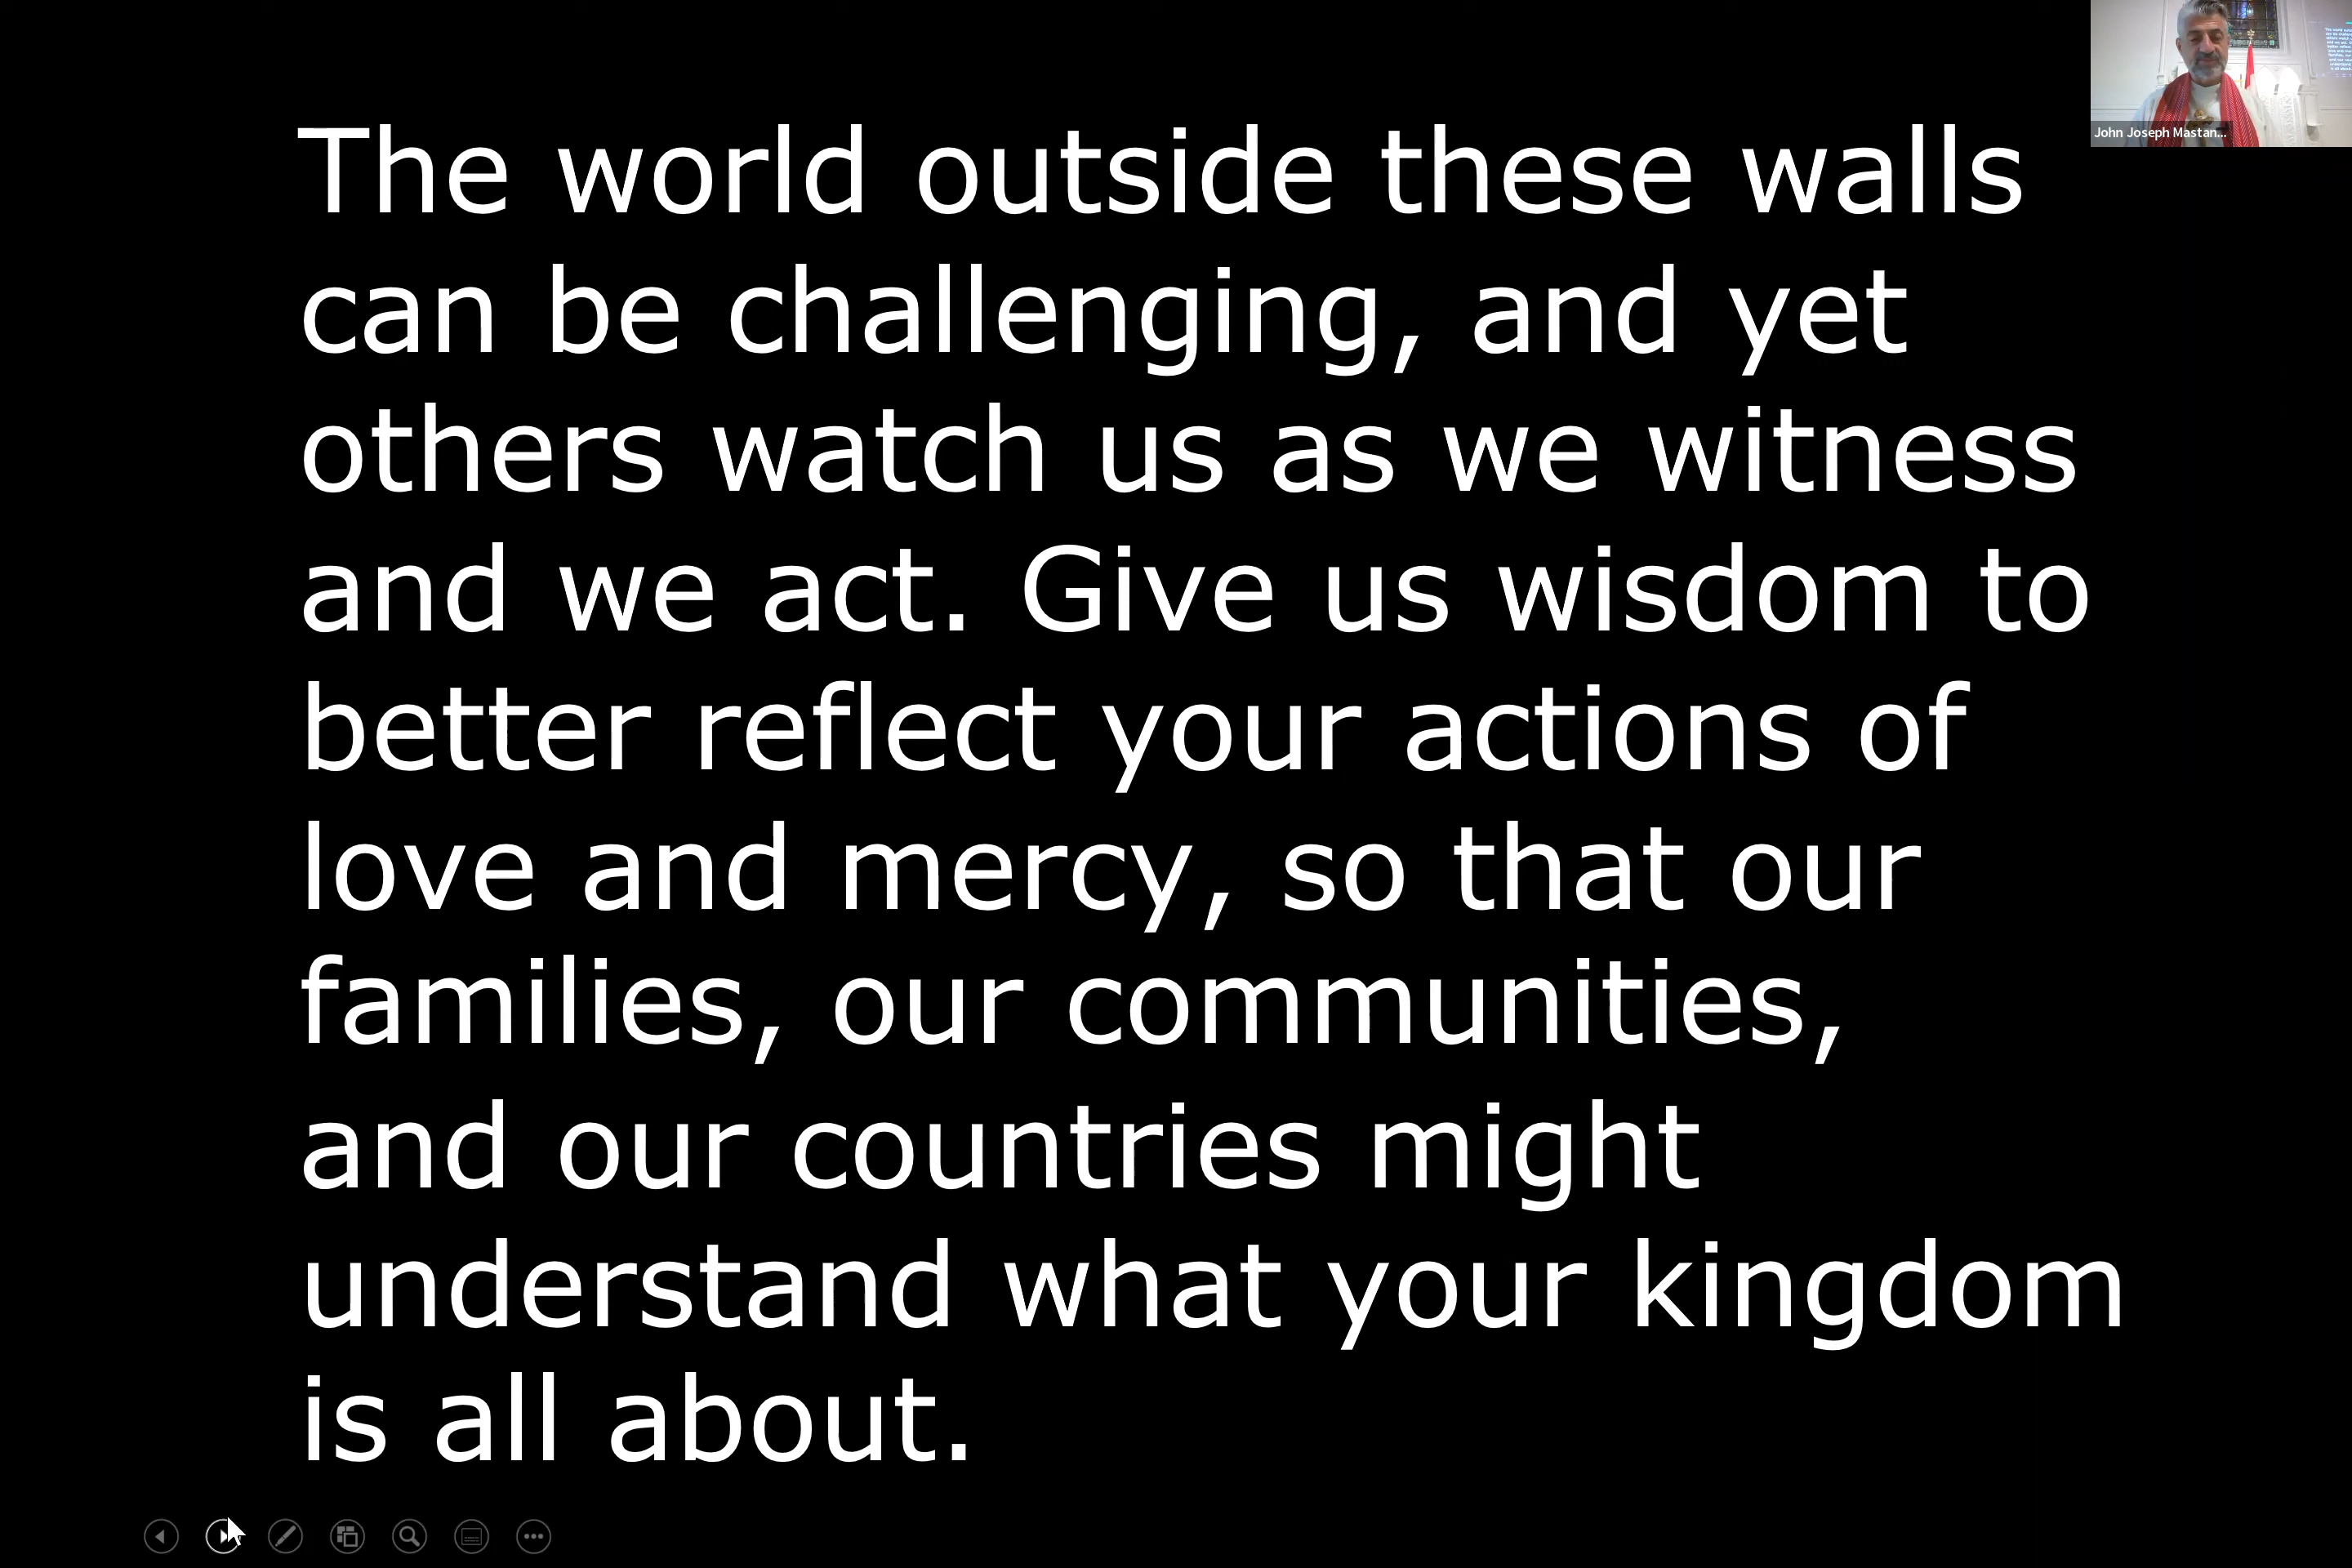 The world outside these walls
can be challenging, and yet
others watch us as we witness
and we act. Give us wisdom to
better reflect your actions of
love and mercy, so that our
families, our communities,
and our countries might
understand what your kingdom
is all about.
John Joseph Mastan...